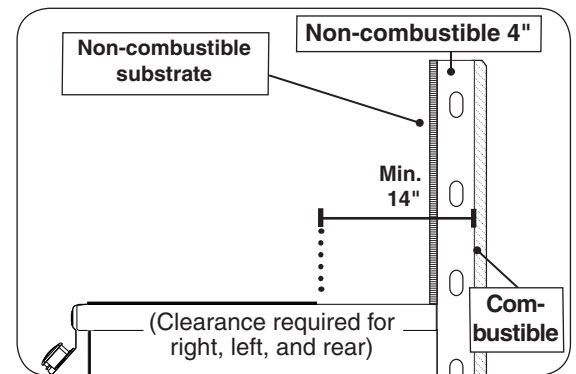 Non-combustible 4"
Non-combustible
substrate
Min.
14"
Com-
bustible
(Clearance required for
right, left, and rear)